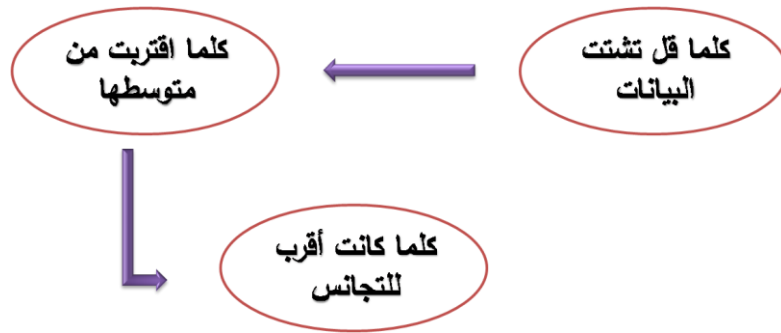 كلما قل تشتت
البيانات
كلما اقتربت من
متوسطها
كلما كانت أقرب
للتجانس